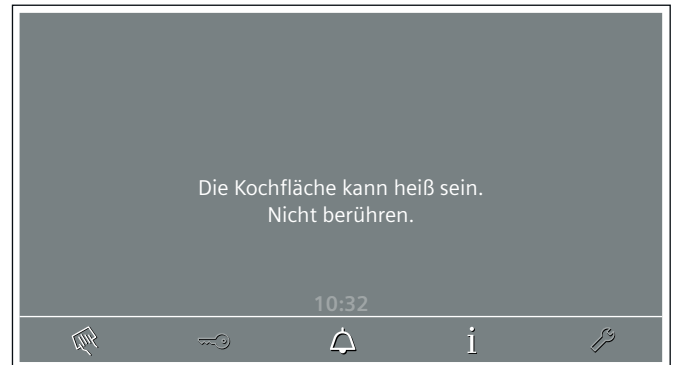 Die Kochfläche kann heiß sein.
Nicht berühren.
10:32
i